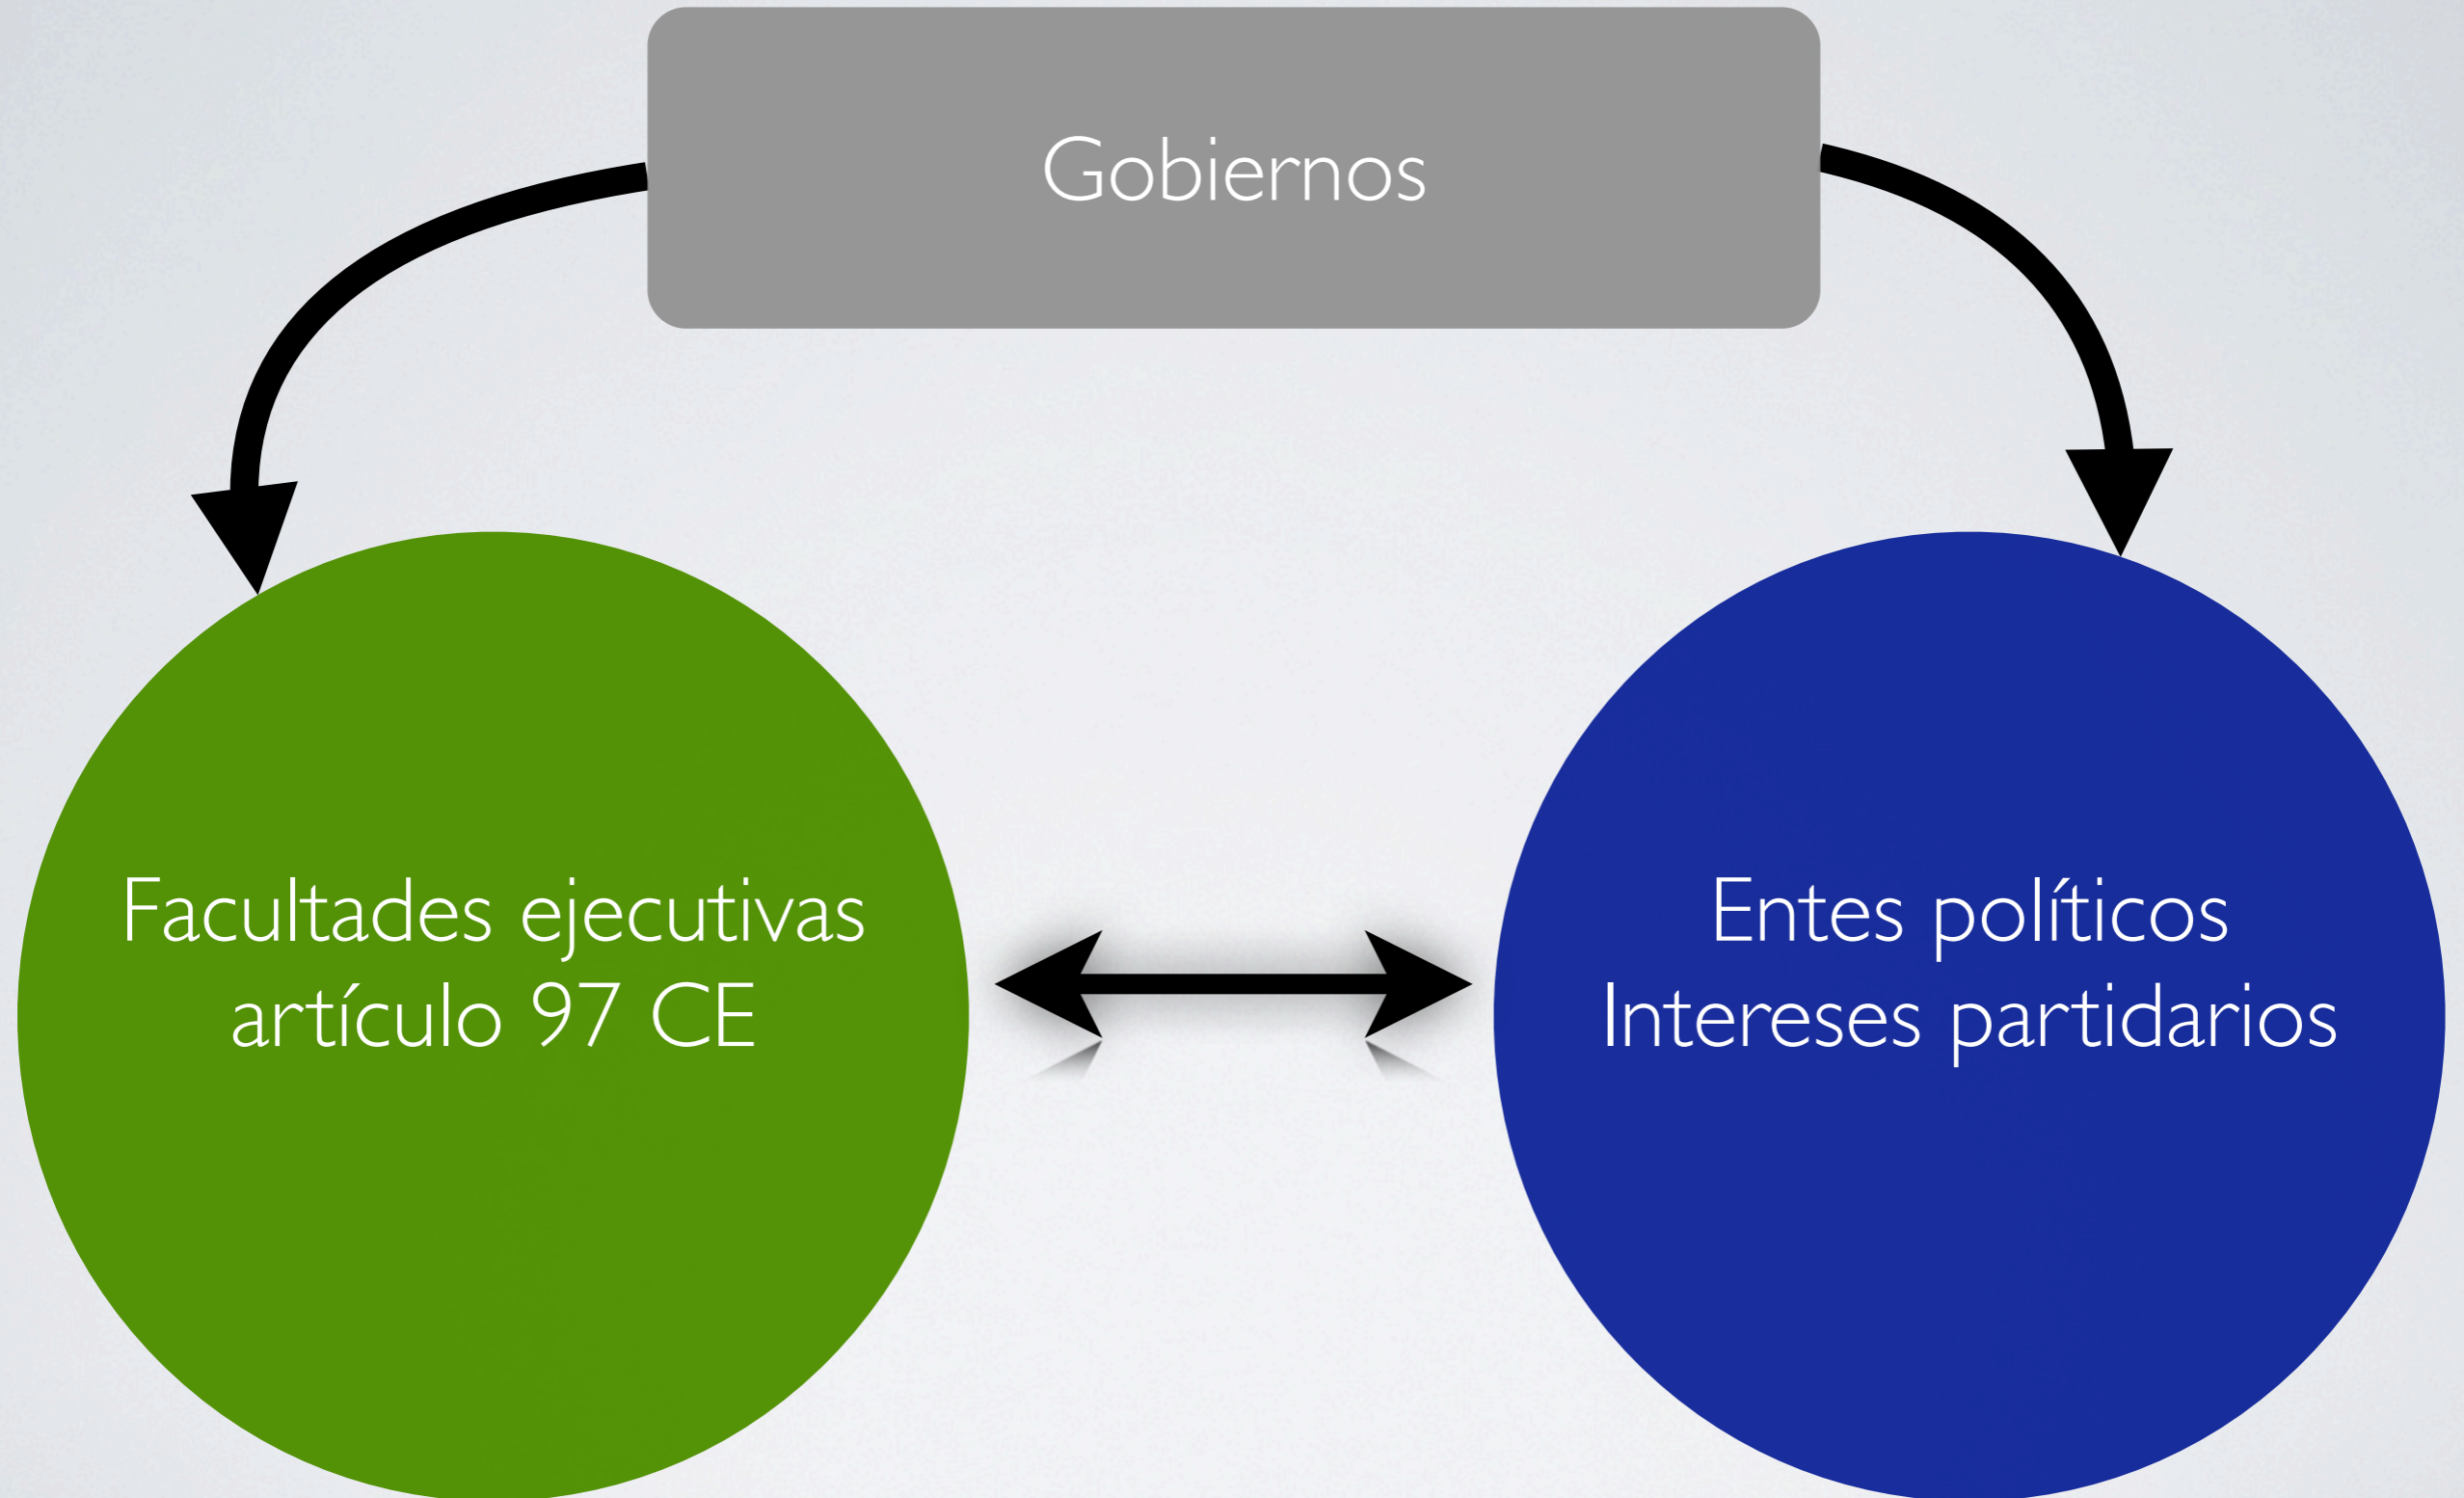 Gobiernos
Facultades ejecutivas
artículo 97 CE
Entes políticos
Intereses partidarios